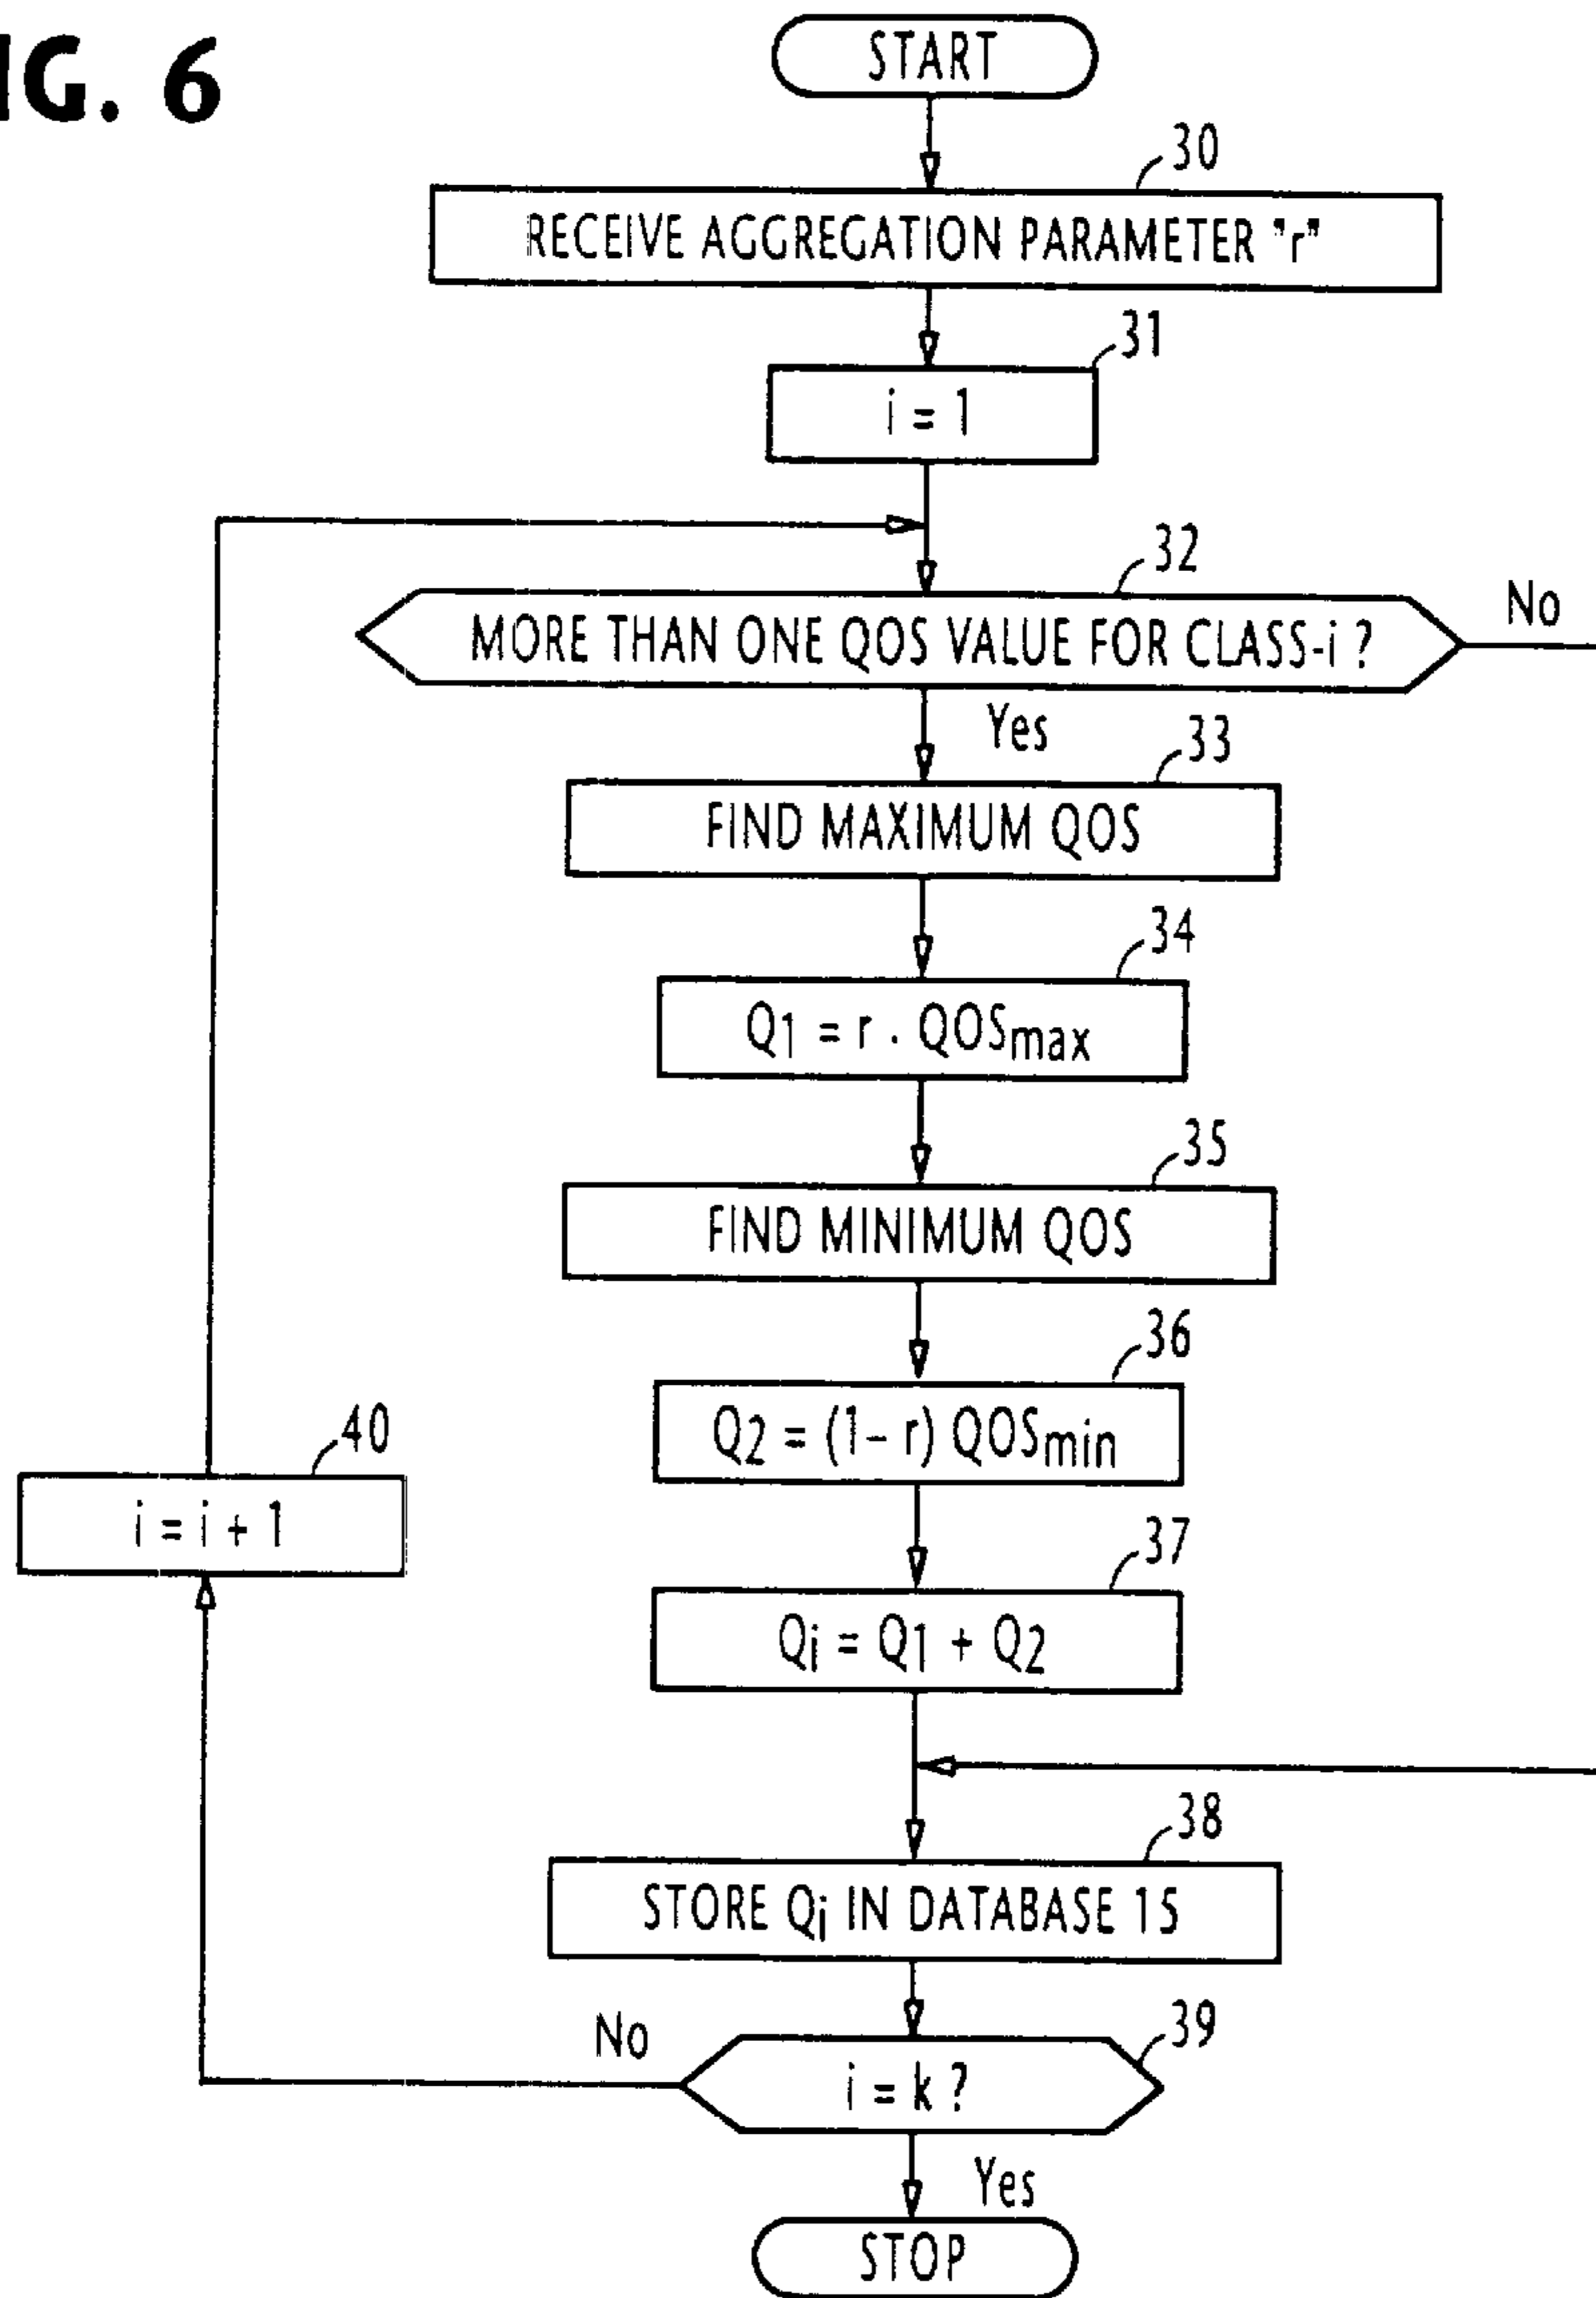 IG. 6
START
30
RECEIVE AGGREGATION PARAMETER "r"
31
i = 1
32
MORE THAN ONE QOS VALUE FOR CLASS-i ?
No
Yes
33
FIND MAXIMUM QOS
34
Q1 = r . QOSmax
35
FIND MINIMUM QOS
36
Q2 = (1– r) QOSmin
40
i = i + 1
37
Qi = Q1 + Q2
38
STORE Qi IN DATABASE 15
39
No
i = k ?
Yes
STOP